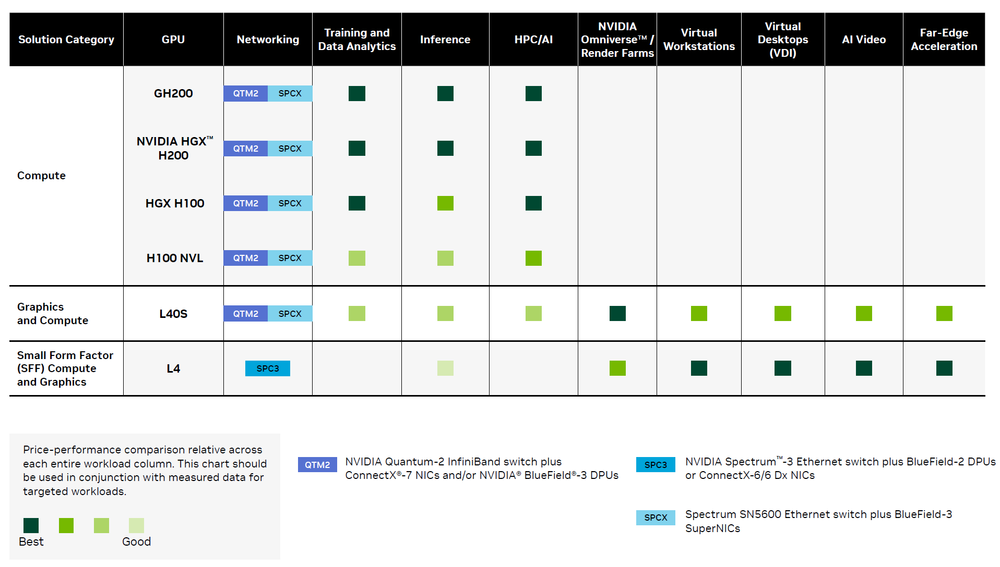 Solution Category
GPU
Networking
Training and
Data Analytics
Inference
HPC/AI
NVIDIA
Omniverse™ /
Render Farms
Virtual
Workstations
Virtual
Desktops
(VDI)
AI Video
Far-Edge
Acceleration
Compute
GH200
QTM2 SPCX
NVIDIA HGX™
H200
QTM2 SPCX
HGX H100
QTM2 SPCX
H100 NVL
QTM2 SPCX
Graphics
and Compute
L40S
QTM2 SPCX
Small Form Factor
(SFF) Compute
and Graphics
L4
SPC3
Price-performance comparison relative across
each entire workload column. This chart should
be used in conjunction with measured data for
targeted workloads.
Best
Good
QTM2
NVIDIA Quantum-2 InfiniBand switch plus
ConnectX®-7 NICs and/or NVIDIA® BlueField®-3 DPUs
SPC3
NVIDIA Spectrum™-3 Ethernet switch plus BlueField-2 DPUs
or ConnectX-6/6 Dx NICs
SPCX
Spectrum SN5600 Ethernet switch plus BlueField-3
SuperNICs